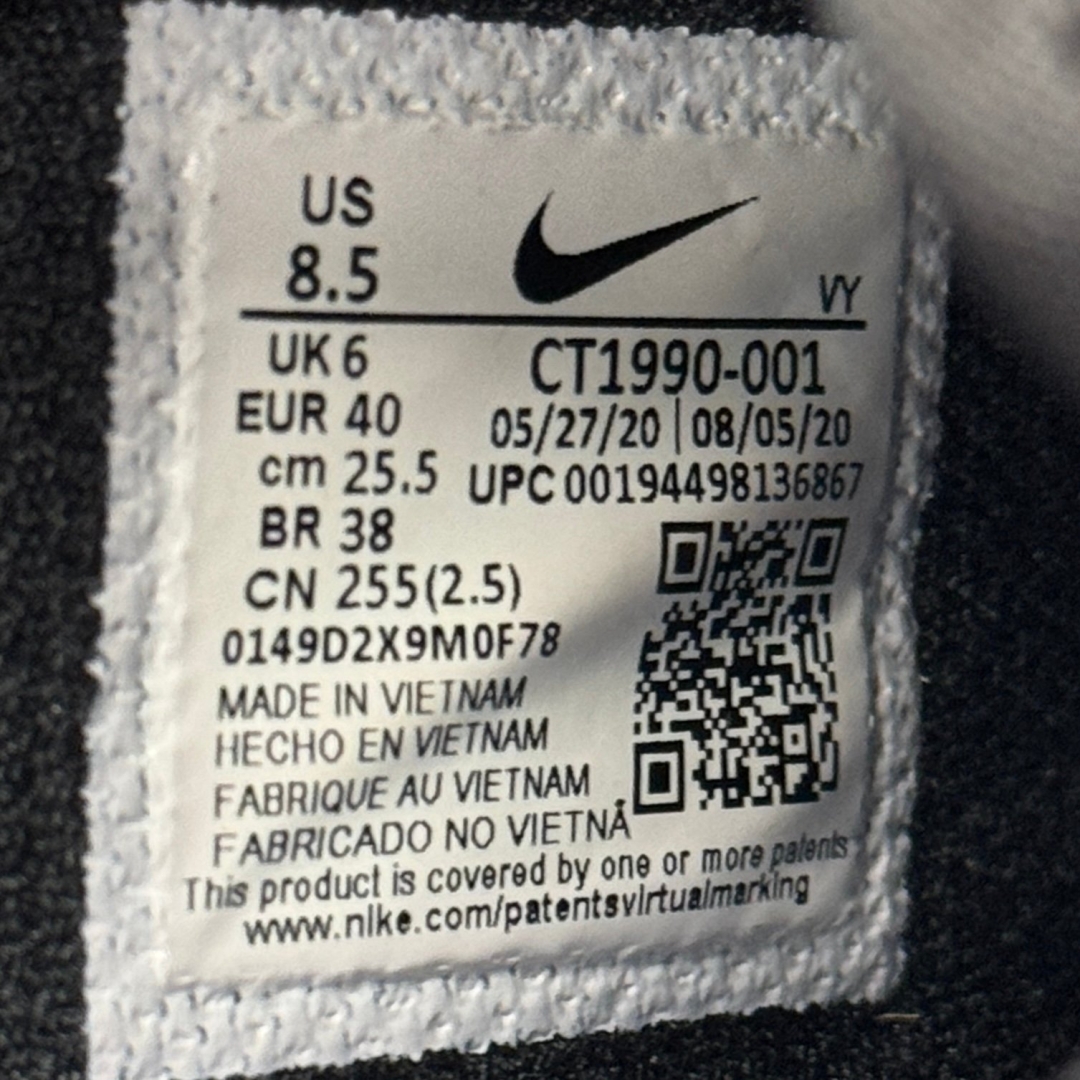 US
8.5
VY
UK 6
CT1990-001
EUR 40
05/27/20 | 08/05/20
cm 25.5
UPC 00194498136867
BR 38
CN 255(2.5)
0149D2X9M0F78
MADE IN VIETNAM
HECHO EN VIETNAM
FABRIQUE AU VIETNAM
FABRICADO NO VIETNÃ
This product is covered by one or more patents
www.nike.com/patentsvirtualmarking